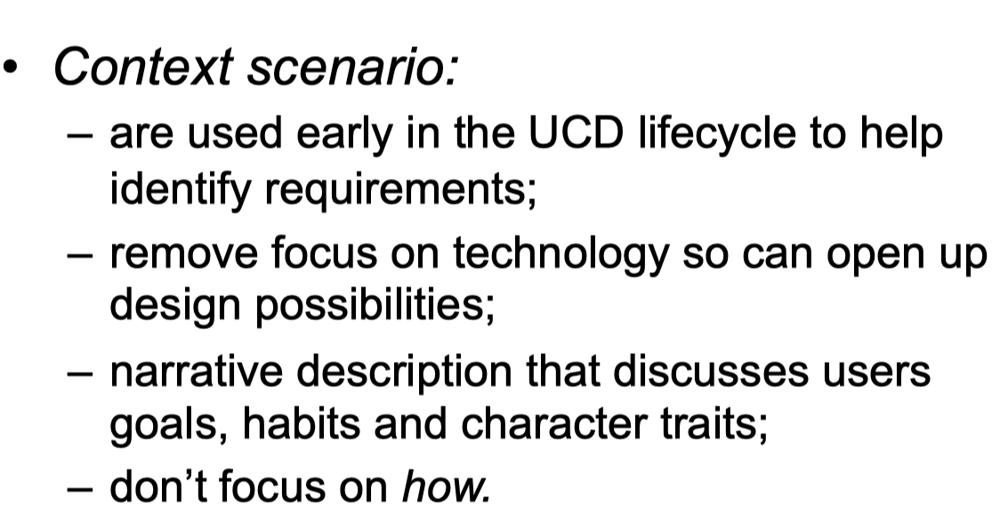 • Context scenario:
– are used early in the UCD lifecycle to help
identify requirements;
– remove focus on technology so can open up
design possibilities;
– narrative description that discusses users
goals, habits and character traits;
– don’t focus on how.